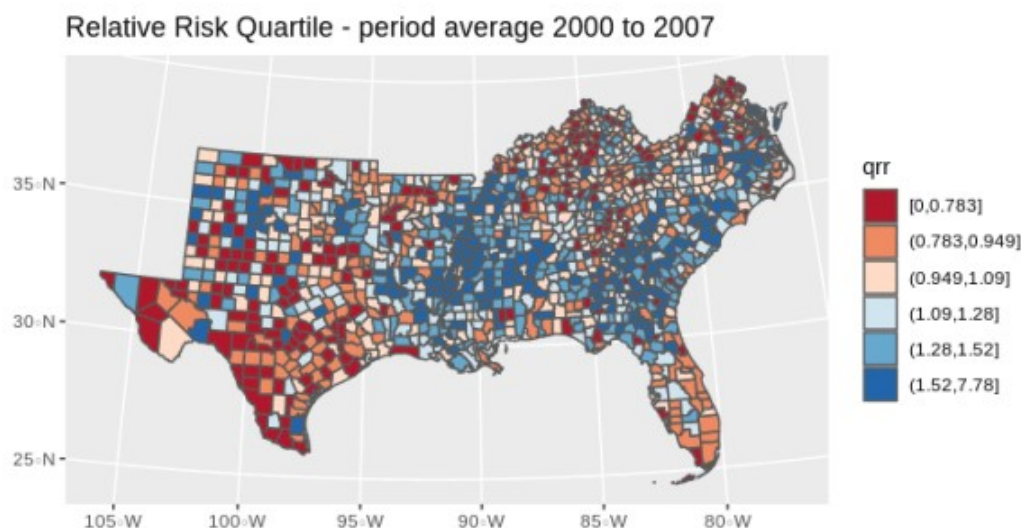 Relative Risk Quartile - period average 2000 to 2007
35°N
30°N
25°N
105°W 100°W 95°W 90°W 85°W 80°W
qrr
[0,0.783]
(0.783,0.949]
(0.949,1.09]
(1.09,1.28]
(1.28,1.52]
(1.52,7.78]